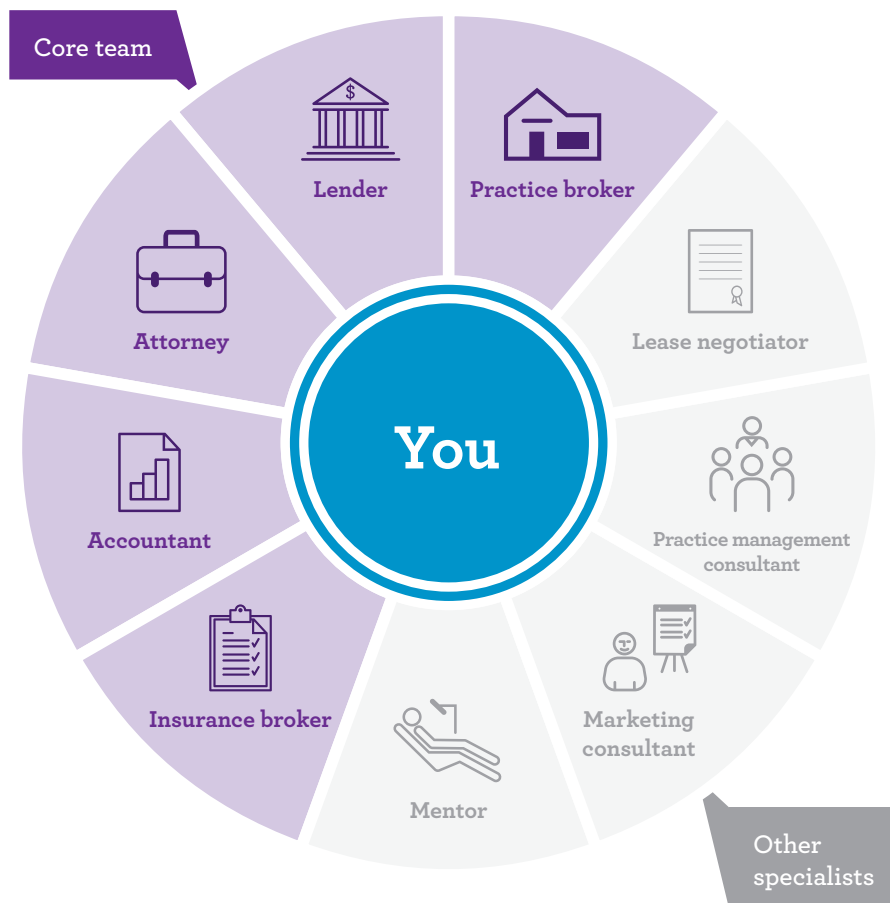 Core team
$
Lender
Practice broker
Attorney
Lease negotiator
You
Accountant
Practice management
consultant
Insurance broker
Marketing
consultant
Mentor
Other
specialists